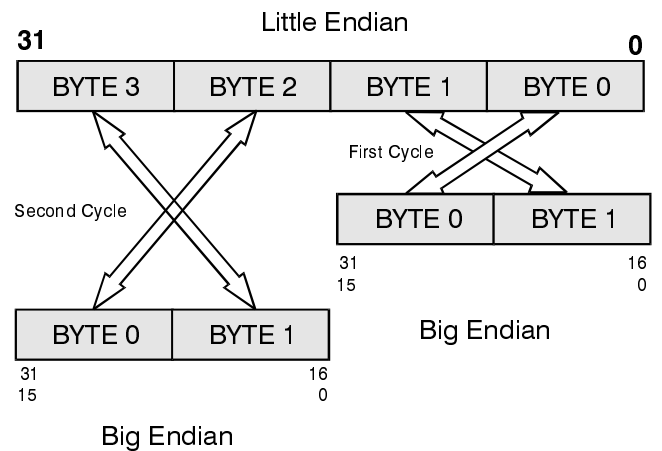 Little Endian
31 0
BYTE 3 BYTE 2 BYTE 1 BYTE 0
First Cycle
Second Cycle
BYTE 0 BYTE 1
31 16
15 0
Big Endian
BYTE 0 BYTE 1
31 16
15 0
Big Endian